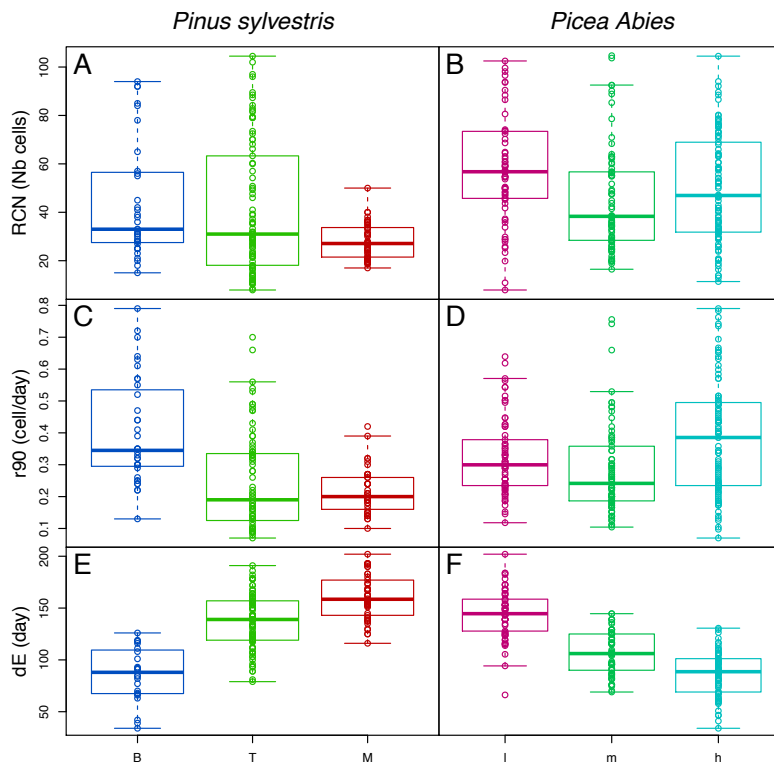 Pinus sylvestris Picea Abies
A B
RCN (Nb cells)
100
80
60
40
20
C D
r90 (cell/day)
0.8
0.7
0.6
0.5
0.4
0.3
0.2
0.1
E F
dE (day)
200
150
100
50
B T M l m h